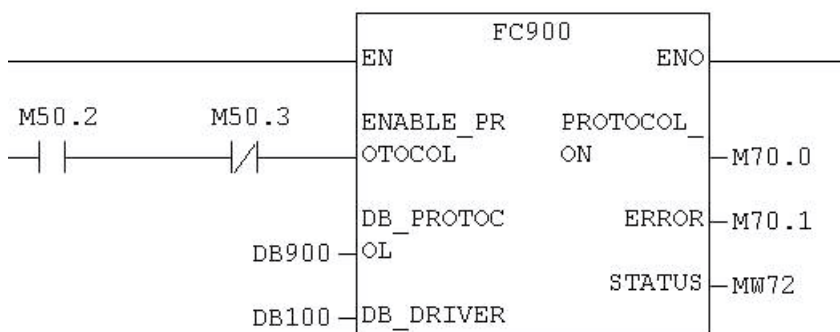 FC900
EN ENO
M50.2 M50.3
ENABLE_PR PROTOCOL_
OTOCOL ON M70.0
DB_PROTOC ERROR M70.1
DB900 OL
STATUS MW72
DB100 DB_DRIVER